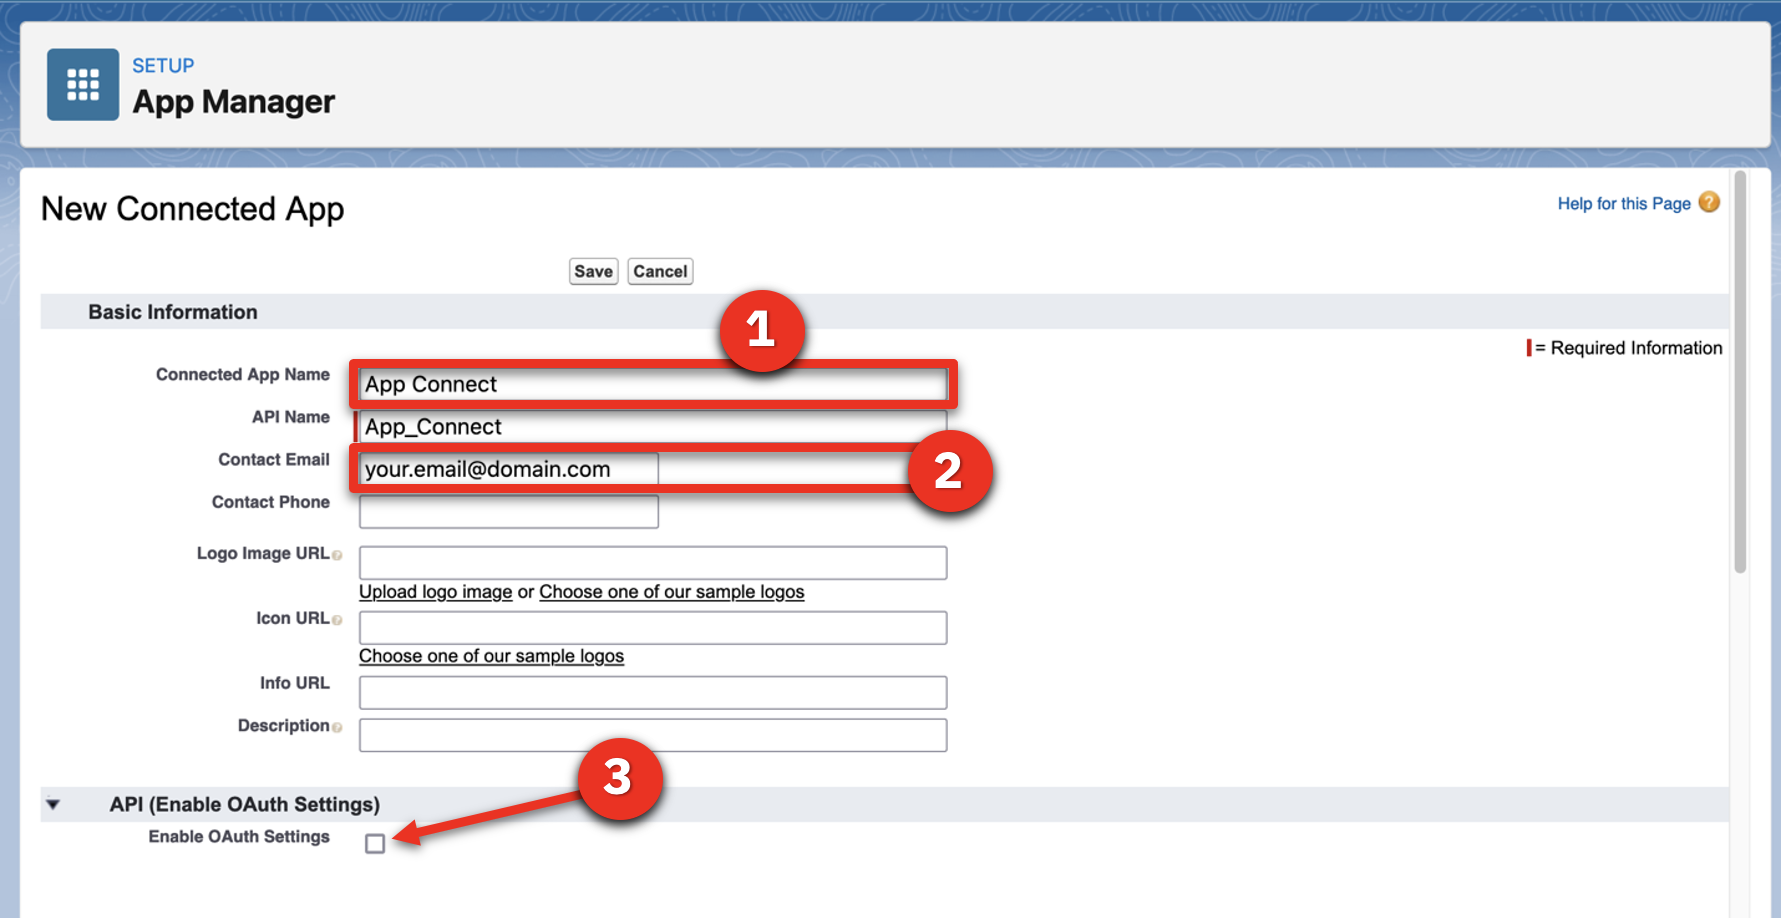 SETUP
App Manager
New Connected App
Help for this Page ?
Save Cancel
Basic Information
1
= Required Information
Connected App Name App Connect
API Name App_Connect
Contact Email your.email@domain.com
2
Contact Phone
Logo Image URL ?
Upload logo image or Choose one of our sample logos
Icon URL ?
Choose one of our sample logos
Info URL
Description ?
3
API (Enable OAuth Settings)
Enable OAuth Settings